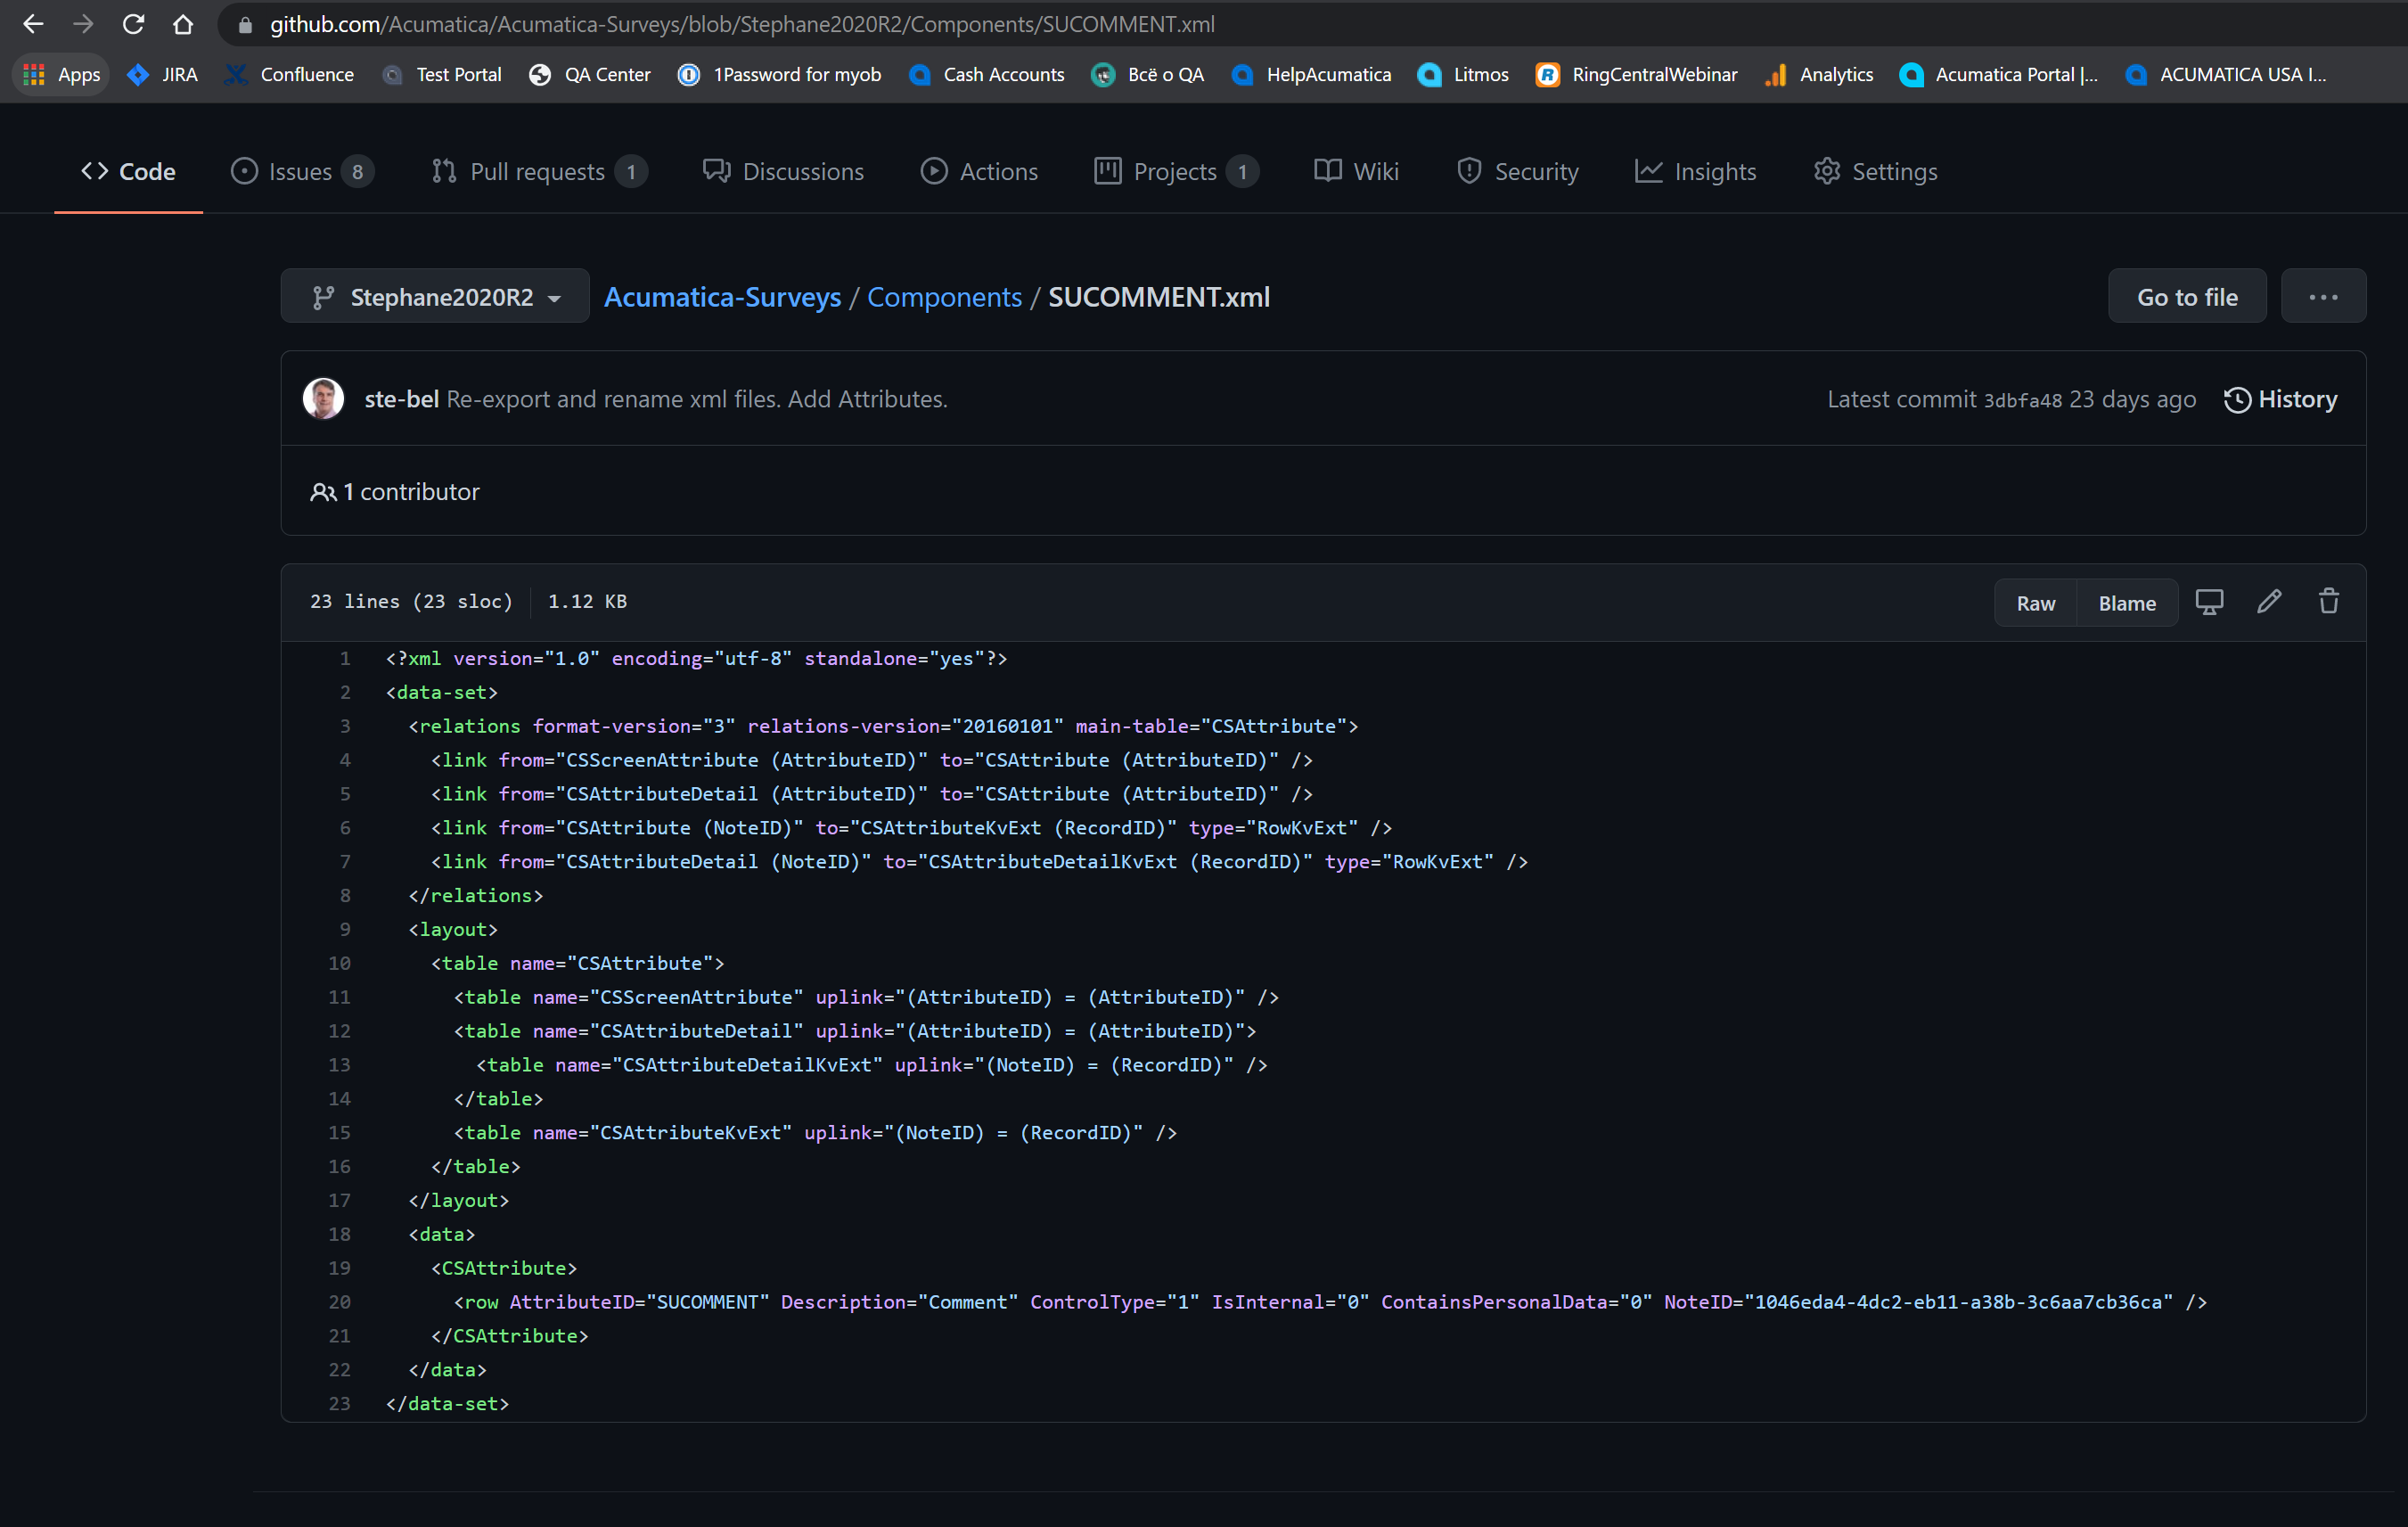 github.com/Acumatica/Acumatica-Surveys/blob/Stephane2020R2/Components/SUCOMMENT.xml
Apps JIRA Confluence Test Portal QA Center 1Password for myob Cash Accounts Всё о QA HelpAcumatica Litmos RingCentralWebinar Analytics Acumatica Portal |... ACUMATICA USA I...
Code Issues 8 Pull requests 1 Discussions Actions Projects 1 Wiki Security Insights Settings
Stephane2020R2 Acumatica-Surveys / Components / SUCOMMENT.xml Go to file ...
ste-bel Re-export and rename xml files. Add Attributes. Latest commit 3dbfa48 23 days ago History
1 contributor
23 lines (23 sloc) 1.12 KB Raw Blame
1 <?xml version="1.0" encoding="utf-8" standalone="yes"?>
2 <data-set>
3 <relations format-version="3" relations-version="20160101" main-table="CSAttribute">
4 <link from="CSScreenAttribute (AttributeID)" to="CSAttribute (AttributeID)" />
5 <link from="CSAttributeDetail (AttributeID)" to="CSAttribute (AttributeID)" />
6 <link from="CSAttribute (NoteID)" to="CSAttributeKvExt (RecordID)" type="RowKvExt" />
7 <link from="CSAttributeDetail (NoteID)" to="CSAttributeDetailKvExt (RecordID)" type="RowKvExt" />
8 </relations>
9 <layout>
10 <table name="CSAttribute">
11 <table name="CSScreenAttribute" uplink="(AttributeID) = (AttributeID)" />
12 <table name="CSAttributeDetail" uplink="(AttributeID) = (AttributeID)">
13 <table name="CSAttributeDetailKvExt" uplink="(NoteID) = (RecordID)" />
14 </table>
15 <table name="CSAttributeKvExt" uplink="(NoteID) = (RecordID)" />
16 </table>
17 </layout>
18 <data>
19 <CSAttribute>
20 <row AttributeID="SUCOMMENT" Description="Comment" ControlType="1" IsInternal="0" ContainsPersonalData="0" NoteID="1046eda4-4dc2-eb11-a38b-3c6aa7cb36ca" />
21 </CSAttribute>
22 </data>
23 </data-set>